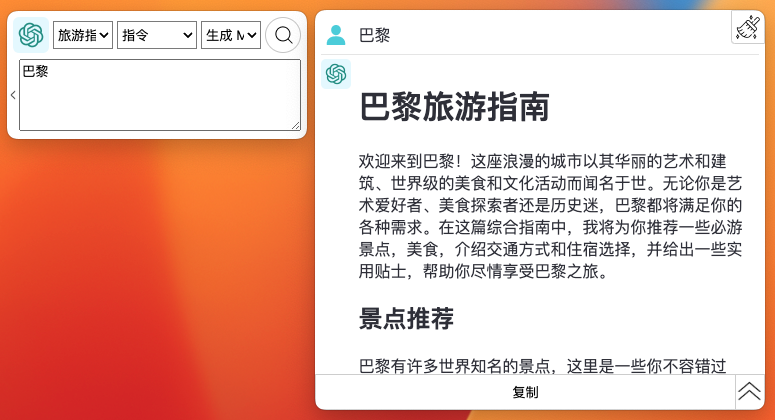 旅游指
指令
生成 M
巴黎
巴黎
巴黎旅游指南
欢迎来到巴黎！这座浪漫的城市以其华丽的艺术和建
筑、世界级的美食和文化活动而闻名于世。无论你是艺
术爱好者、美食探索者还是历史迷，巴黎都将满足你的
各种需求。在这篇综合指南中，我将为你推荐一些必游
景点，美食，介绍交通方式和住宿选择，并给出一些实
用贴士，帮助你尽情享受巴黎之旅。
景点推荐
巴黎有许多世界知名的景点，这里是一些你不容错过
复制